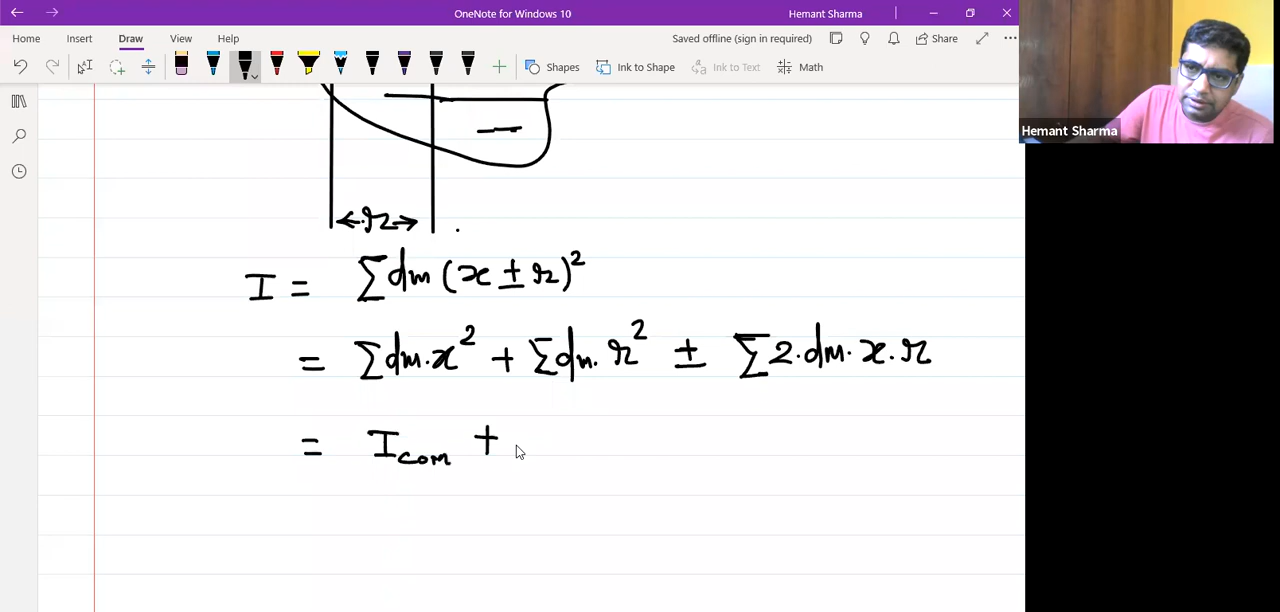 OneNote for Windows 10
Hemant Sharma
Home Insert Draw View Help
Saved offline (sign in required)
Share
Shapes
Ink to Shape
Ink to Text
Math
Hemant Sharma
r
I = ∑dm (x ± r)²
= ∑dm·x² + ∑dm·r² ± ∑2·dm·x·r
= I com +